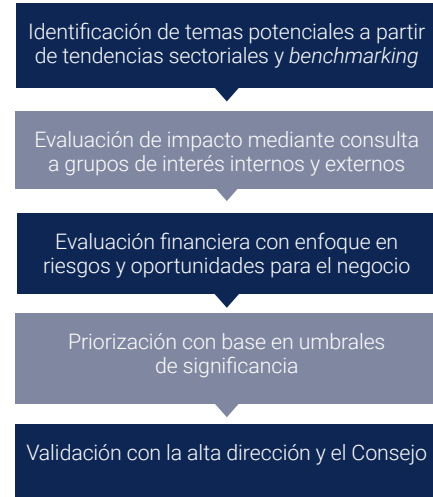 Identificación de temas potenciales a partir
de tendencias sectoriales y benchmarking
Evaluación de impacto mediante consulta
a grupos de interés internos y externos
Evaluación financiera con enfoque en
riesgos y oportunidades para el negocio
Priorización con base en umbrales
de significancia
Validación con la alta dirección y el Consejo